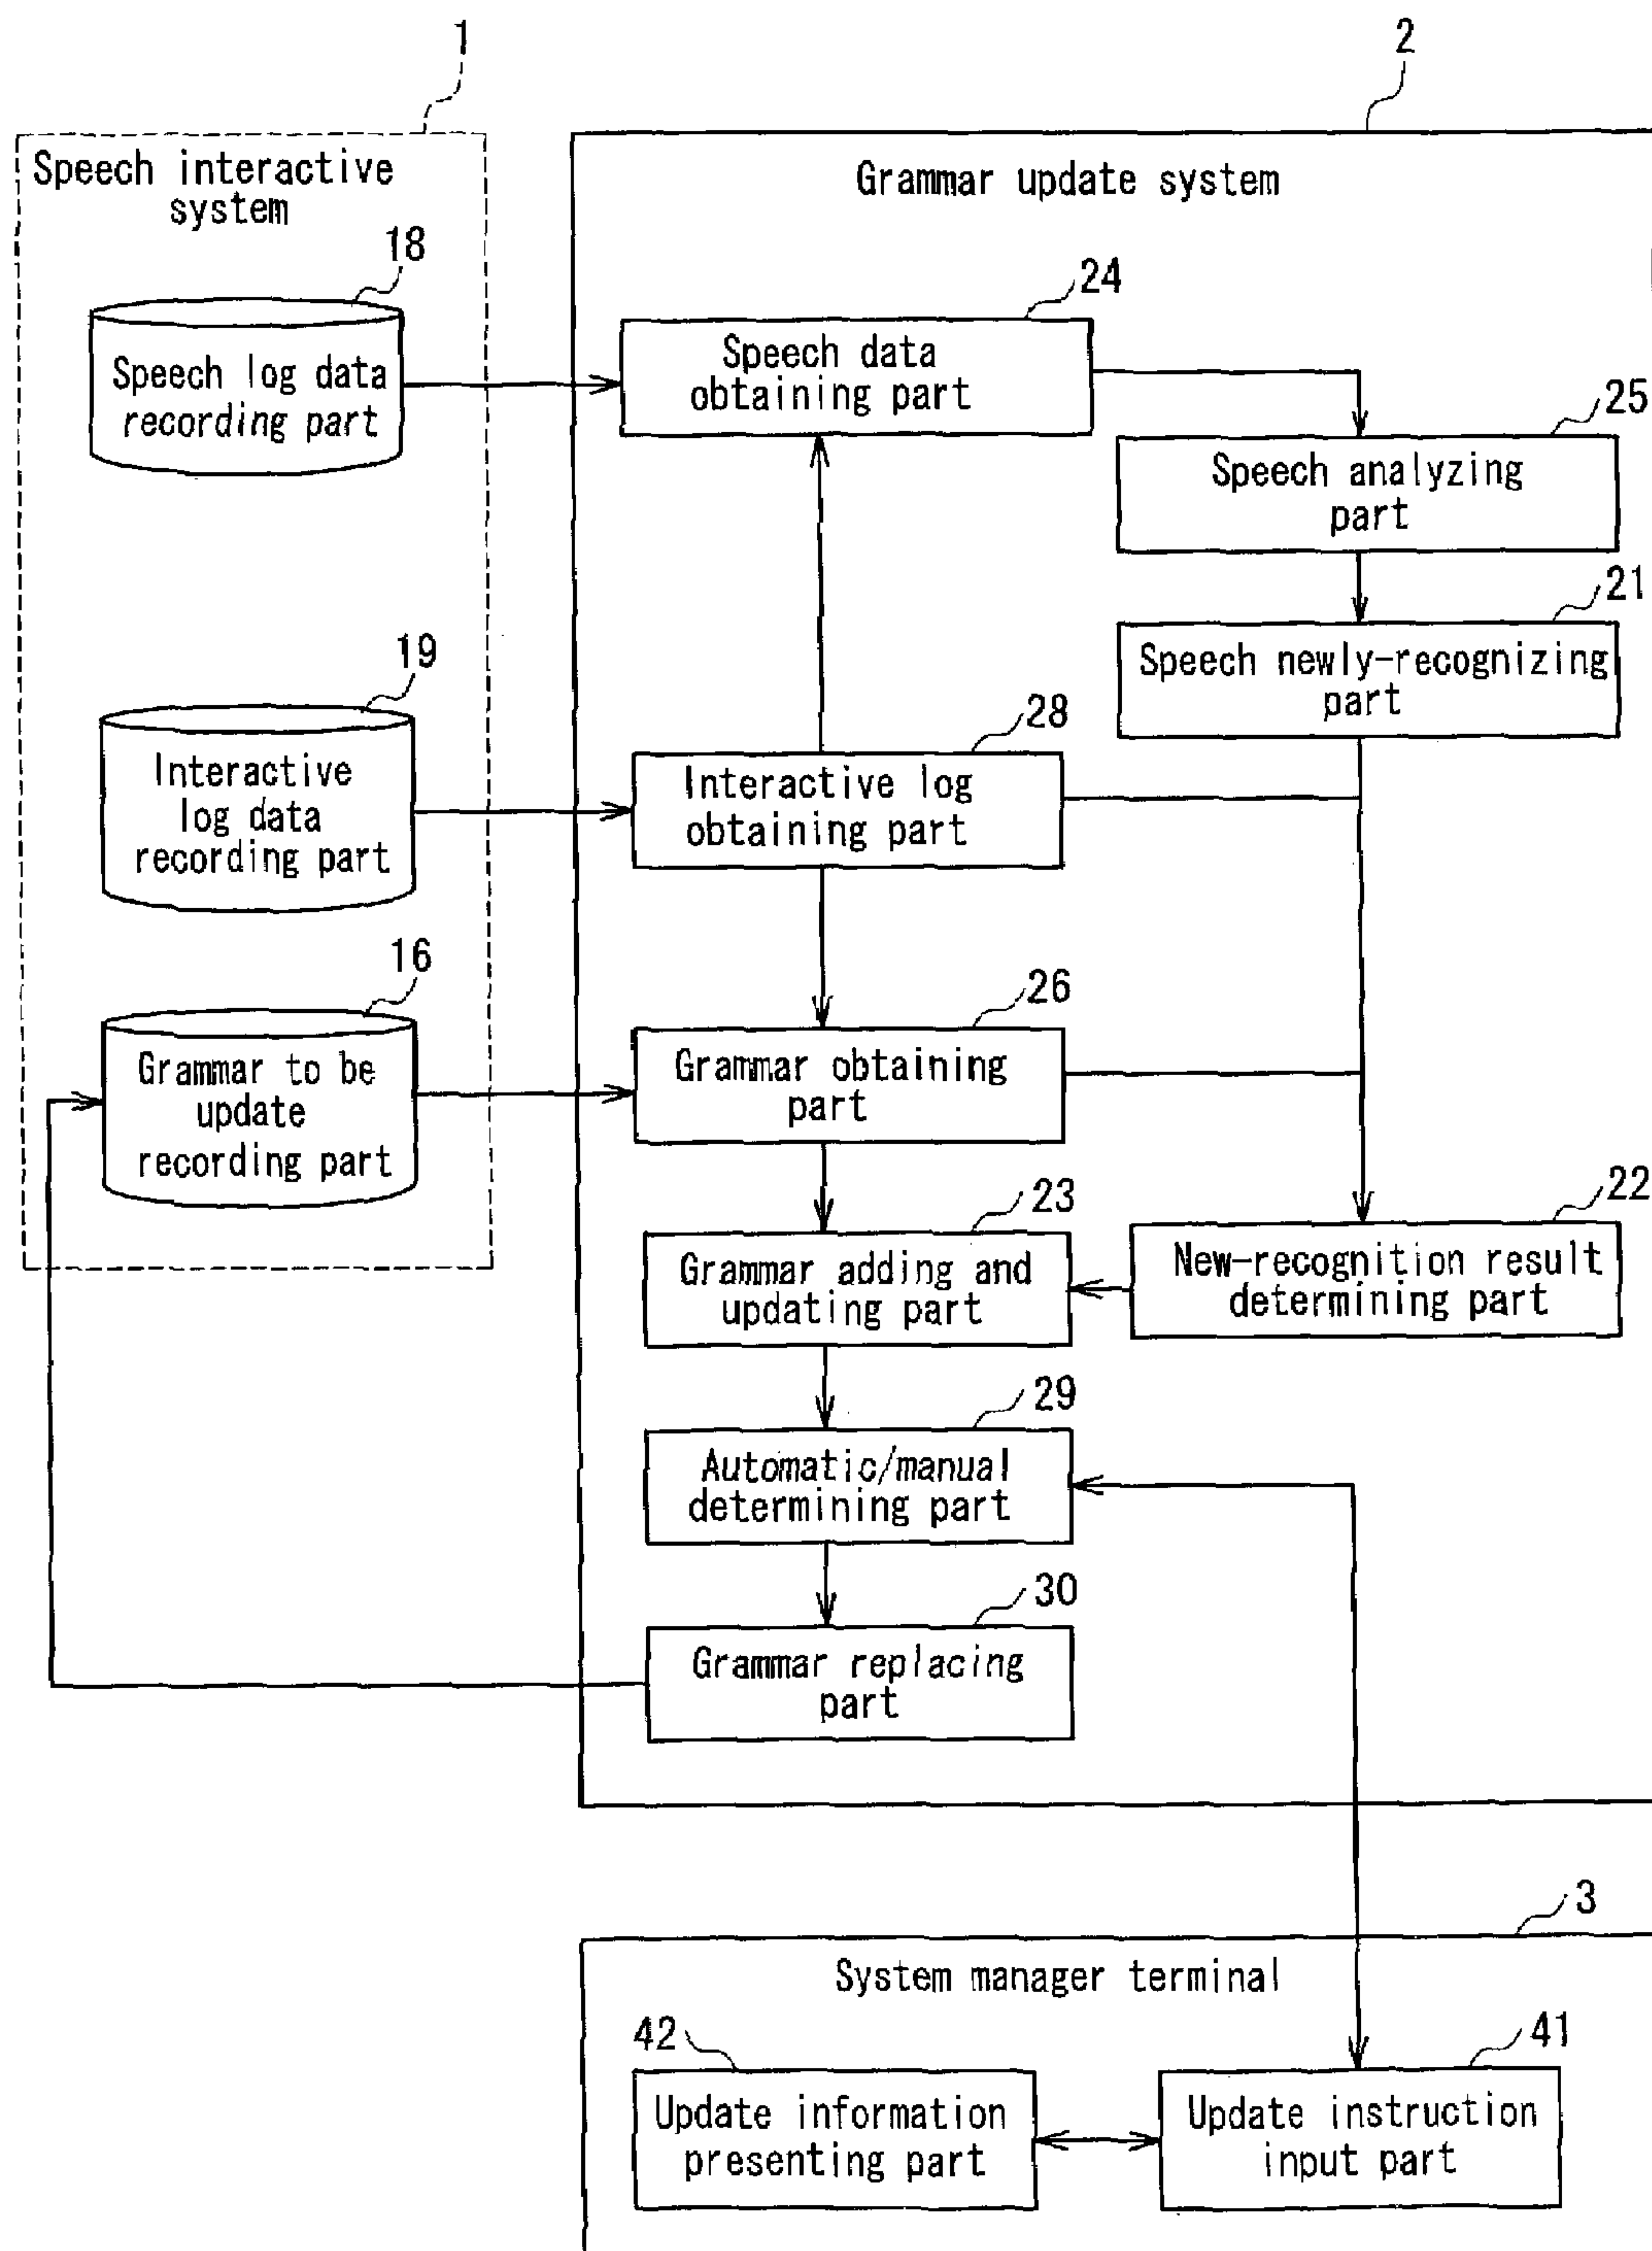 1
2
Speech interactive
system
Grammar update system
18
Speech log data
recording part
24
Speech data
obtaining part
25
Speech analyzing
part
21
Speech newly-recognizing
part
19
Interactive
log data
recording part
28
Interactive log
obtaining part
16
Grammar to be
update
recording part
26
Grammar obtaining
part
23
Grammar adding and
updating part
22
New-recognition result
determining part
29
Automatic/manual
determining part
30
Grammar replacing
part
3
System manager terminal
42
Update information
presenting part
41
Update instruction
input part